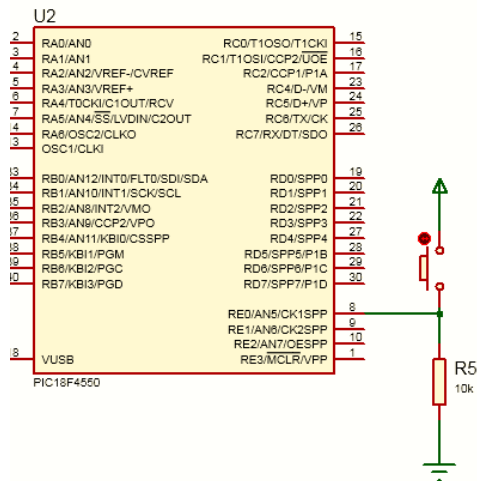 U2
2 RA0/AN0
3 RA1/AN1
4 RA2/AN2/VREF-/CVREF
5 RA3/AN3/VREF+
6 RA4/T0CKI/C1OUT/RCV
7 RA5/AN4/SS/LVDIN/C2OUT
RA6/OSC2/CLKO
OSC1/CLKI
RB0/AN12/INT0/FLT0/SDI/SDA
RB1/AN10/INT1/SCK/SCL
RB2/AN8/INT2/VMO
RB3/AN9/CCP2/VPO
RB4/AN11/KBI0/CSSPP
RB5/KBI1/PGM
RB6/KBI2/PGC
RB7/KBI3/PGD
VUSB
RC0/T1OSO/T1CKI 15
RC1/T1OSI/CCP2/UOE 16
RC2/CCP1/P1A 17
RC4/D-/VM 23
RC5/D+/VP 24
RC6/TX/CK 25
RC7/RX/DT/SDO 26
RD0/SPP0 19
RD1/SPP1 20
RD2/SPP2 21
RD3/SPP3 22
RD4/SPP4 27
RD5/SPP5/P1B 28
RD6/SPP6/P1C 29
RD7/SPP7/P1D 30
RE0/AN5/CK1SPP 8
RE1/AN6/CK2SPP 9
RE2/AN7/OESPP 10
RE3/MCLR/VPP 1
PIC18F4550
R5
10k